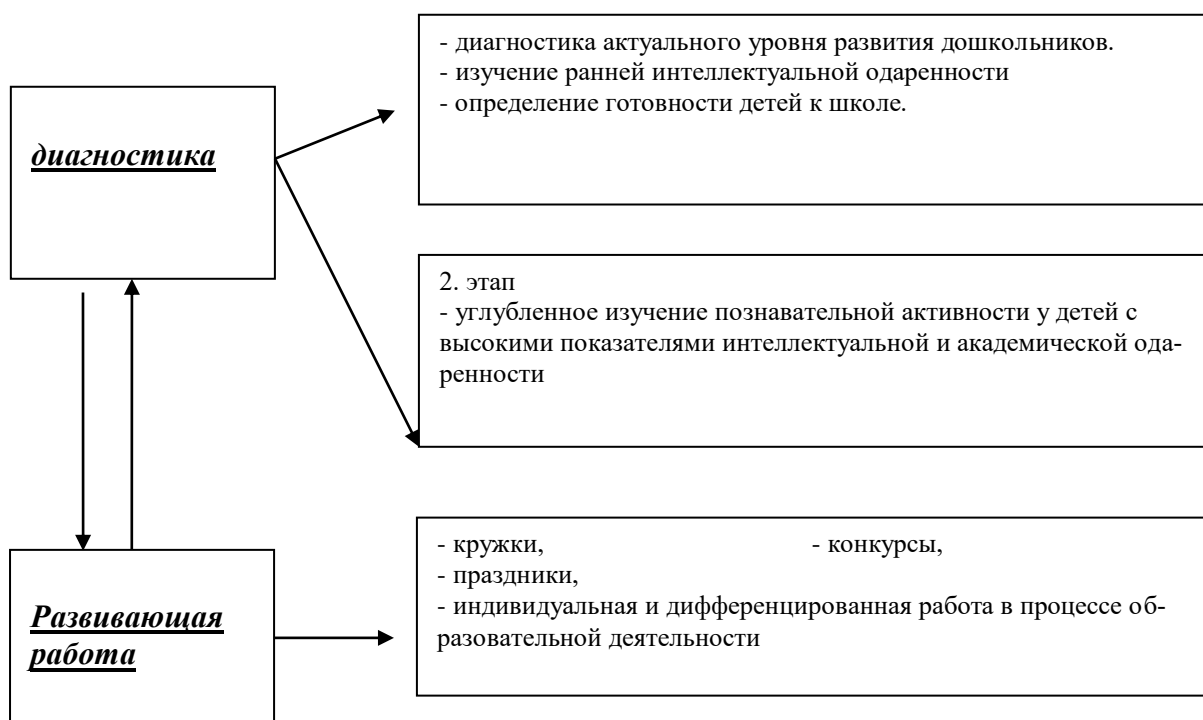 - диагностика актуального уровня развития дошкольников.
- изучение ранней интеллектуальной одаренности
- определение готовности детей к школе.
диагностика
2. этап
- углубленное изучение познавательной активности у детей с
высокими показателями интеллектуальной и академической ода-
ренности
- кружки, - конкурсы,
- праздники,
- индивидуальная и дифференцированная работа в процессе об-
разовательной деятельности
Развивающая
работа